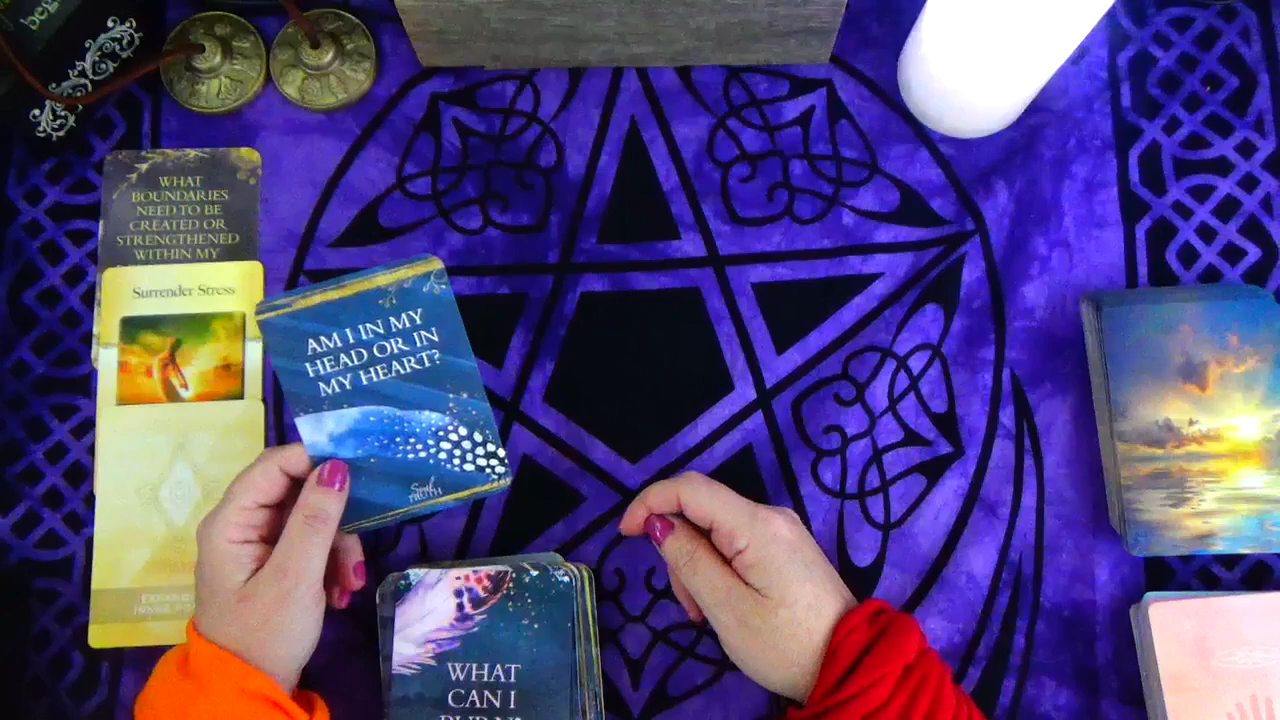 beg
WHAT
BOUNDARIES
NEED TO BE
CREATED OR
STRENGTHENED
WITHIN MY
Surrender Stress
AM I IN MY
HEAD OR IN
MY HEART?
Soul
TRUTH
WHAT
CAN I